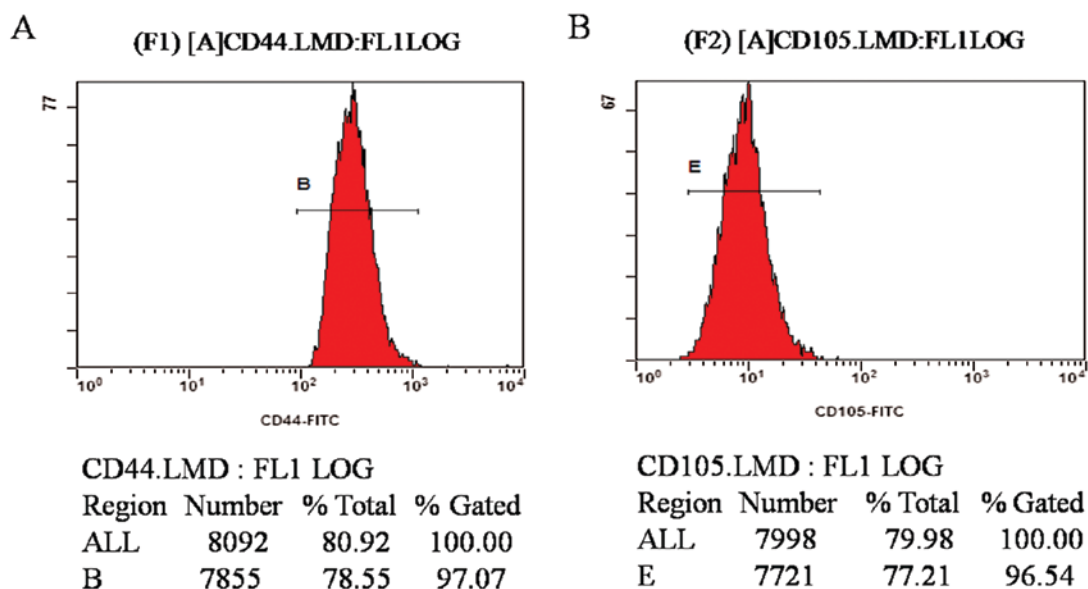 A
(F1) [A]CD44.LMD:FL1LOG
77
B
10⁰ 10¹ 10² 10³ 10⁴
CD44-FITC
CD44.LMD : FL1 LOG
Region Number % Total % Gated
ALL 8092 80.92 100.00
B 7855 78.55 97.07
B
(F2) [A]CD105.LMD:FL1LOG
67
E
10⁰ 10¹ 10² 10³ 10⁴
CD105-FITC
CD105.LMD : FL1 LOG
Region Number % Total % Gated
ALL 7998 79.98 100.00
E 7721 77.21 96.54